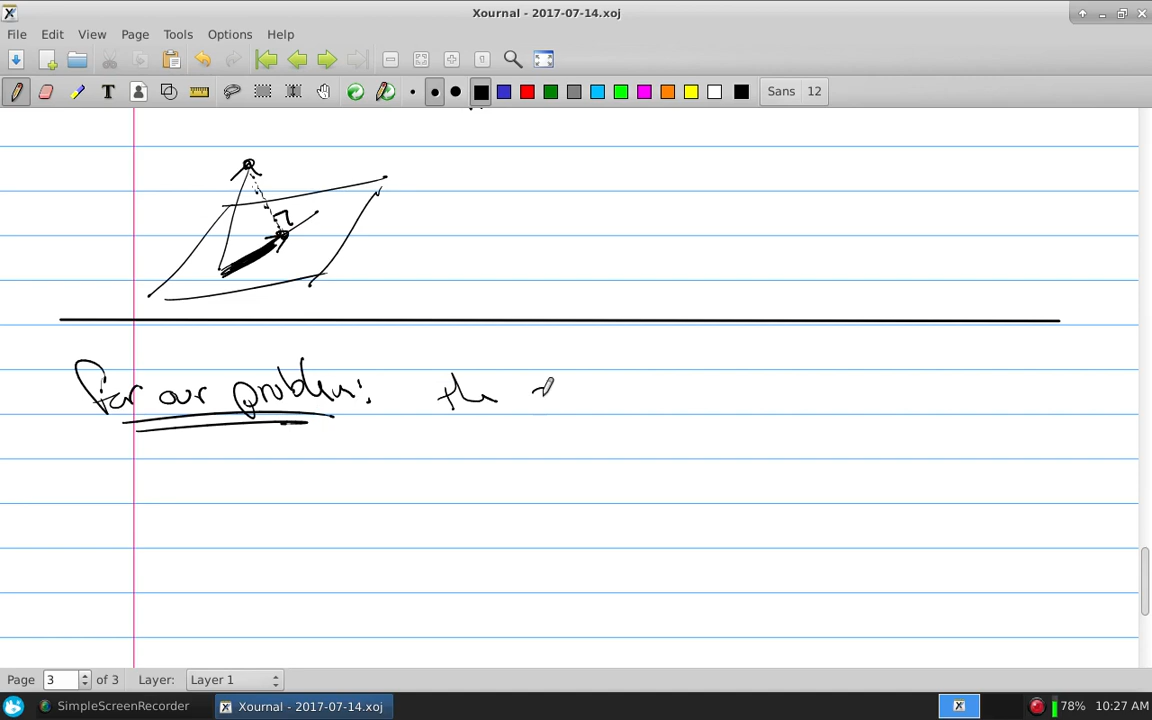 Xournal - 2017-07-14.xoj
File Edit View Page Tools Options Help
Sans 12
For our problem: the
Page 3 of 3 Layer: Layer 1
SimpleScreenRecorder Xournal - 2017-07-14.xoj 78% 10:27 AM